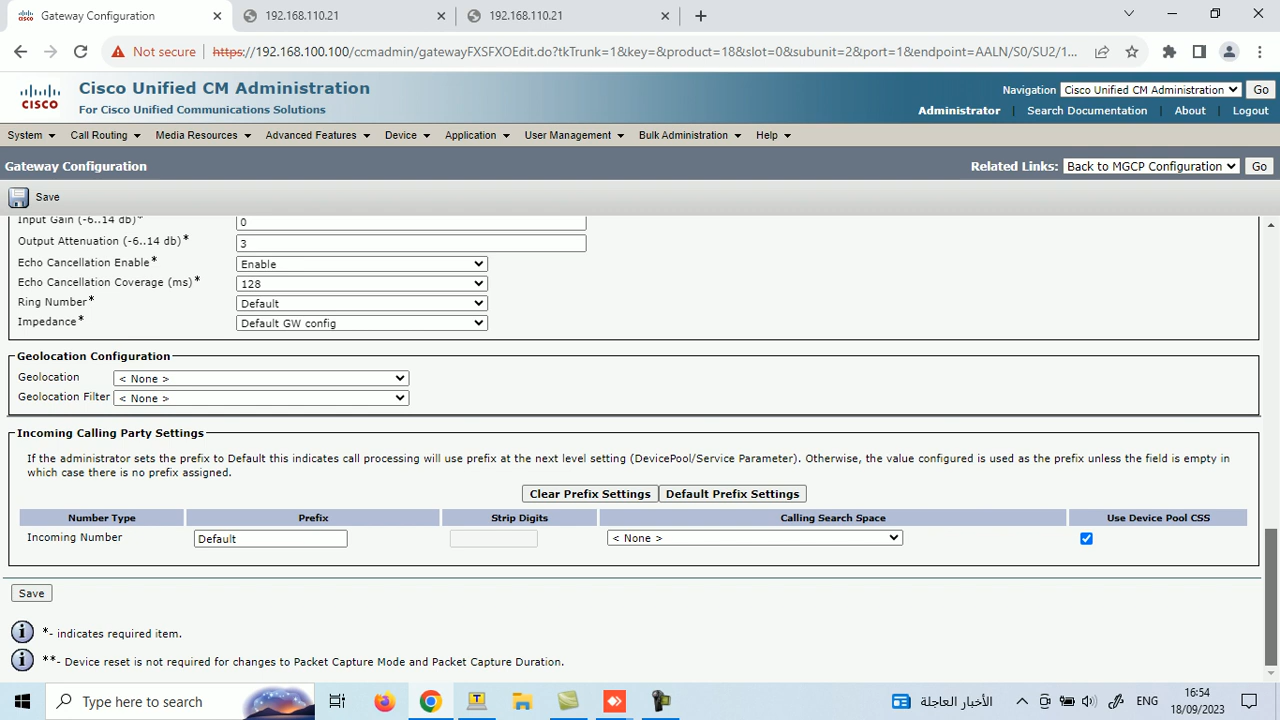 Gateway Configuration
192.168.110.21
192.168.110.21
Not secure
https://192.168.100.100/ccmadmin/gatewayFXSFXOEdit.do?tkTrunk=1&key=&product=18&slot=0&subunit=2&port=1&endpoint=AALN/S0/SU2/1...
Cisco Unified CM Administration
For Cisco Unified Communications Solutions
CISCO
Navigation Cisco Unified CM Administration Go
Administrator | Search Documentation | About | Logout
System Call Routing Media Resources Advanced Features Device Application User Management Bulk Administration Help
Gateway Configuration
Related Links: Back to MGCP Configuration Go
Save
Input Gain (-6..14 db)* 0
Output Attenuation (-6..14 db)* 3
Echo Cancellation Enable* Enable
Echo Cancellation Coverage (ms)* 128
Ring Number* Default
Impedance* Default GW config
Geolocation Configuration
Geolocation < None >
Geolocation Filter < None >
Incoming Calling Party Settings
If the administrator sets the prefix to Default this indicates call processing will use prefix at the next level setting (DevicePool/Service Parameter). Otherwise, the value configured is used as the prefix unless the field is empty in
which case there is no prefix assigned.
Clear Prefix Settings Default Prefix Settings
Number Type Prefix Strip Digits Calling Search Space Use Device Pool CSS
Incoming Number Default < None >
Save
*- indicates required item.
**- Device reset is not required for changes to Packet Capture Mode and Packet Capture Duration.
Type here to search
الأخبار العاجلة
ENG
16:54
18/09/2023